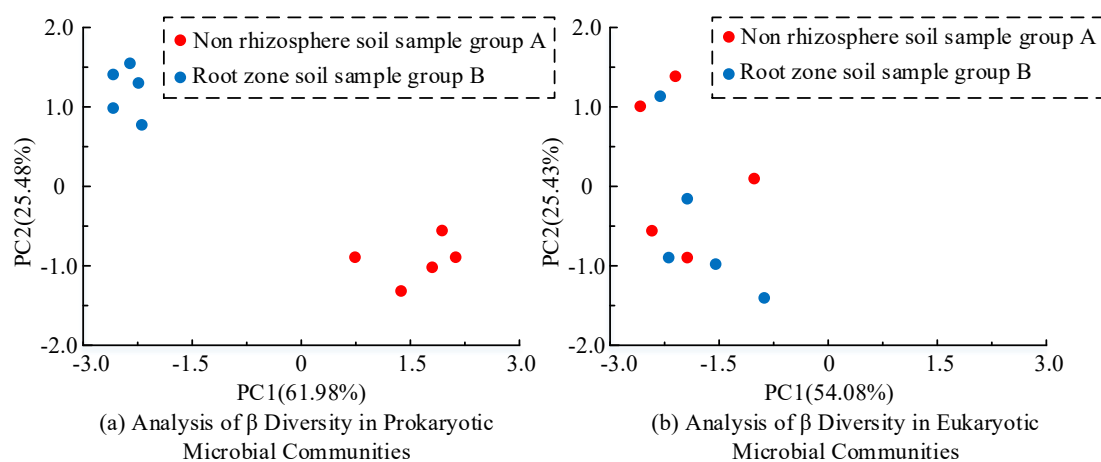 2.0
1.0
0
-1.0
-2.0
PC2(25.48%)
Non rhizosphere soil sample group A
Root zone soil sample group B
-3.0 -1.5 0 1.5 3.0
PC1(61.98%)
(a) Analysis of β Diversity in Prokaryotic
Microbial Communities
2.0
1.0
0
-1.0
-2.0
PC2(25.43%)
Non rhizosphere soil sample group A
Root zone soil sample group B
-3.0 -1.5 0 1.5 3.0
PC1(54.08%)
(b) Analysis of β Diversity in Eukaryotic
Microbial Communities